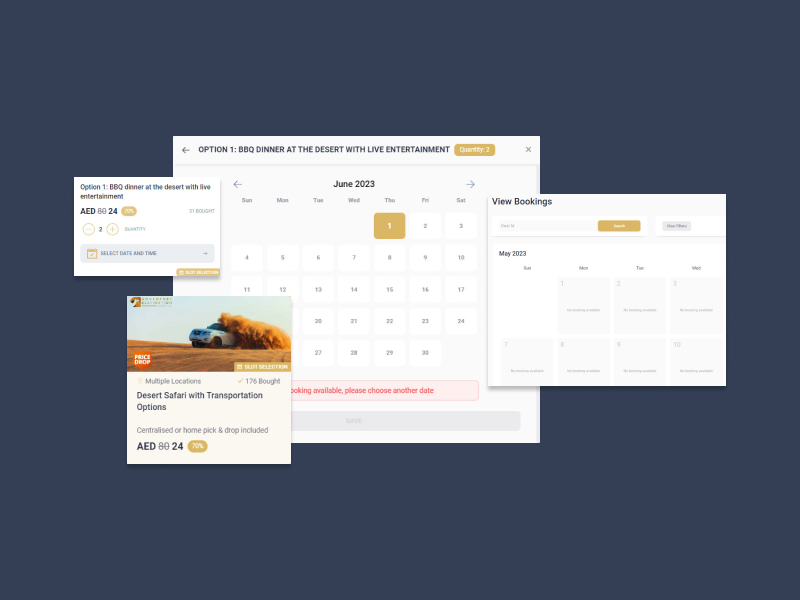 OPTION 1: BBQ DINNER AT THE DESERT WITH LIVE ENTERTAINMENT
Quantity: 2
June 2023
Sun Mon Tue Wed Thu Fri Sat
1 2 3
4 5 6 7 8 9 10
11 12 13 14 15 16 17
20 21 22 23 24
27 28 29 30
ooking available, please choose another date
SAVE
Option 1: BBQ dinner at the desert with live
entertainment
AED 80 24 70%
51 BOUGHT
2 QUANTITY
SELECT DATE AND TIME
SLOT SELECTION
PRICE
DROP
SLOT SELECTION
Multiple Locations
176 Bought
Desert Safari with Transportation
Options
Centralised or home pick & drop included
AED 80 24 70%
View Bookings
Search
May 2023
Sun Mon Tue Wed
1 2 3
No booking available No booking available No booking available
7 8 9 10
No booking available No booking available No booking available No booking available